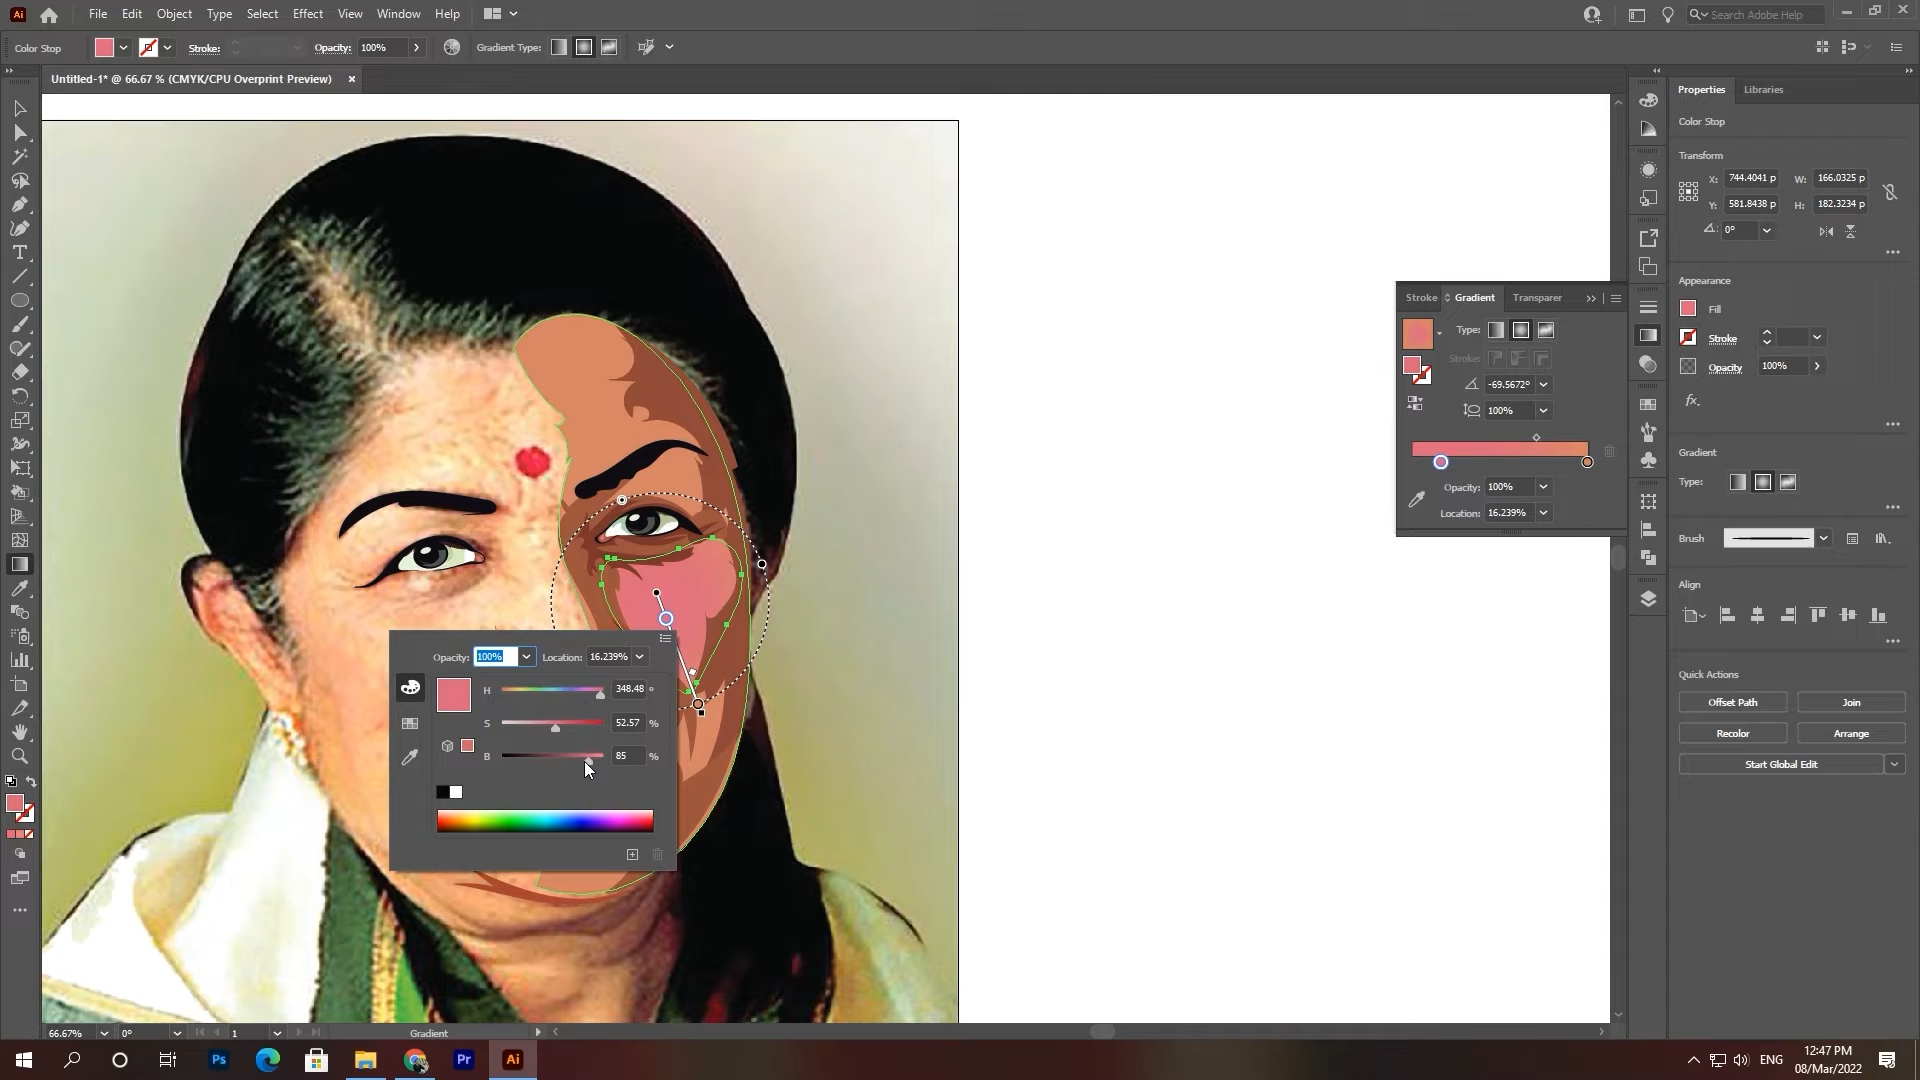 Ai File Edit Object Type Select Effect View Window Help Search Adobe Help
Color Stop Stroke: Opacity: 100% Gradient Type:
Untitled-1* @ 66.67 % (CMYK/CPU Overprint Preview) ×
Properties Libraries
Color Stop
Transform
X: 744.4041 p W: 166.0325 p
Y: 581.8438 p H: 182.3234 p
0°
Appearance
Fill
Stroke
Opacity 100%
fx.
Gradient
Type:
Brush
Align
Quick Actions
Offset Path Join
Recolor Arrange
Start Global Edit
Stroke Gradient Transparer
Type:
Stroke:
-69.5672°
100%
Opacity: 100%
Location: 16.239%
Opacity: 100% Location: 16.239%
H 348.48 °
S 52.57 %
B 85 %
66.67% 0° 1 Gradient
Ps Pr Ai ENG 12:47 PM
08/Mar/2022